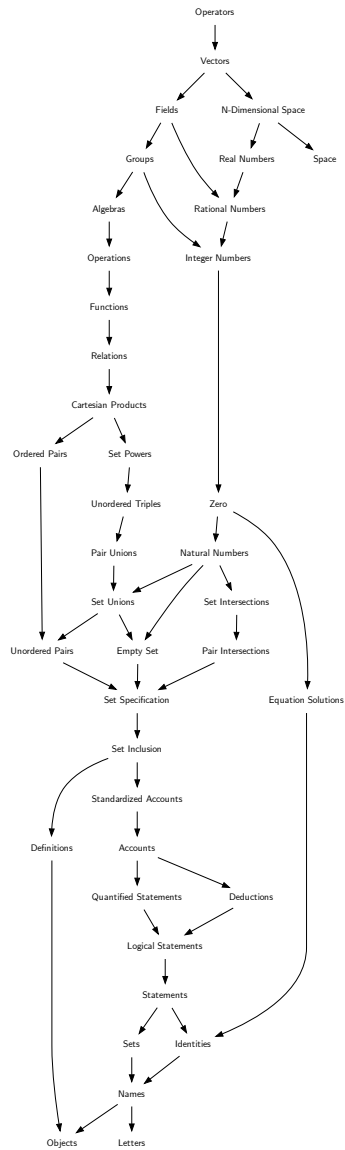 Operators
Vectors
Fields
N-Dimensional Space
Groups
Real Numbers
Space
Algebras
Rational Numbers
Operations
Integer Numbers
Functions
Relations
Cartesian Products
Ordered Pairs
Set Powers
Unordered Triples
Zero
Pair Unions
Natural Numbers
Set Unions
Set Intersections
Unordered Pairs
Empty Set
Pair Intersections
Set Specification
Equation Solutions
Set Inclusion
Standardized Accounts
Definitions
Accounts
Quantified Statements
Deductions
Logical Statements
Statements
Sets
Identities
Names
Objects
Letters